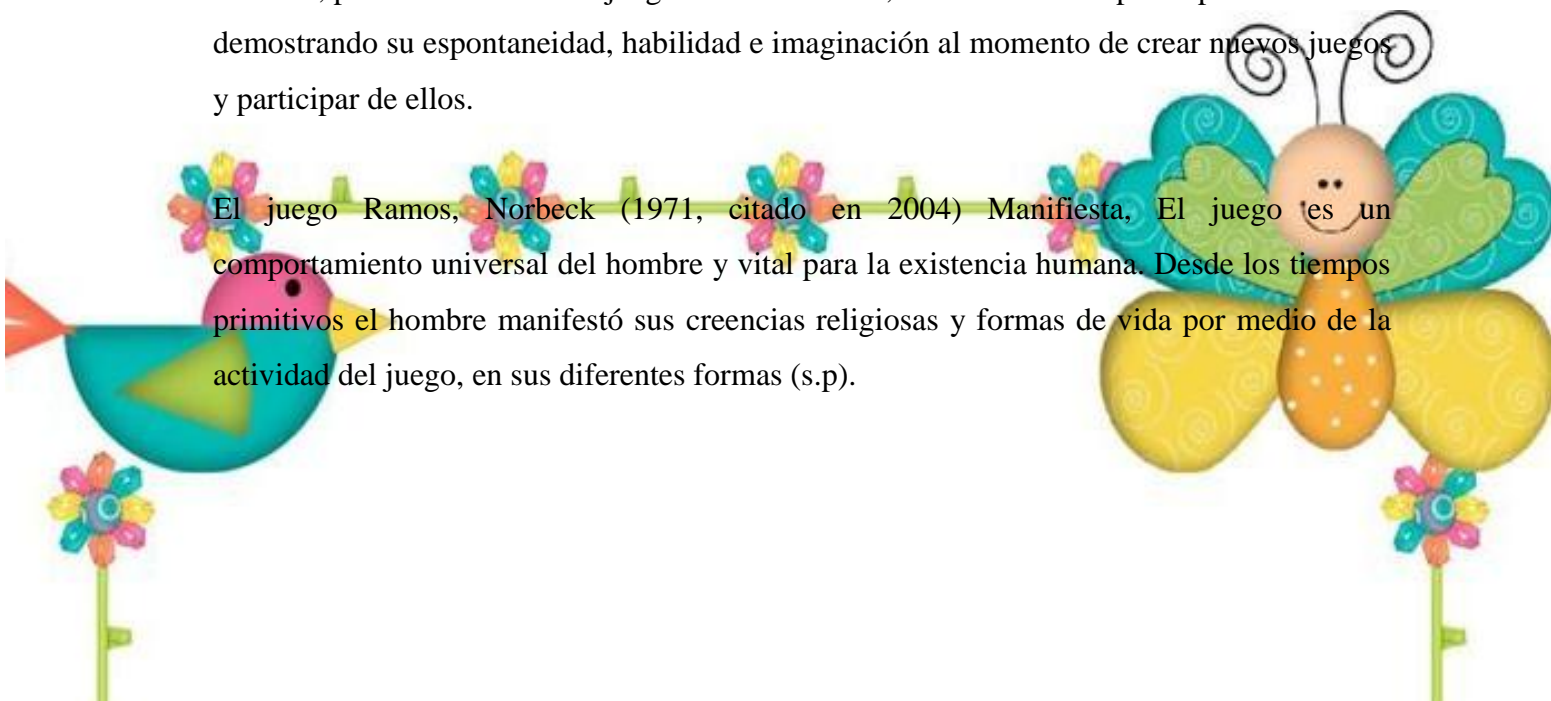 demostrando su espontaneidad, habilidad e imaginación al momento de crear nuevos juegos
y participar de ellos.
El juego Ramos, Norbeck (1971, citado en 2004) Manifiesta, El juego es un
comportamiento universal del hombre y vital para la existencia humana. Desde los tiempos
primitivos el hombre manifestó sus creencias religiosas y formas de vida por medio de la
actividad del juego, en sus diferentes formas (s.p).